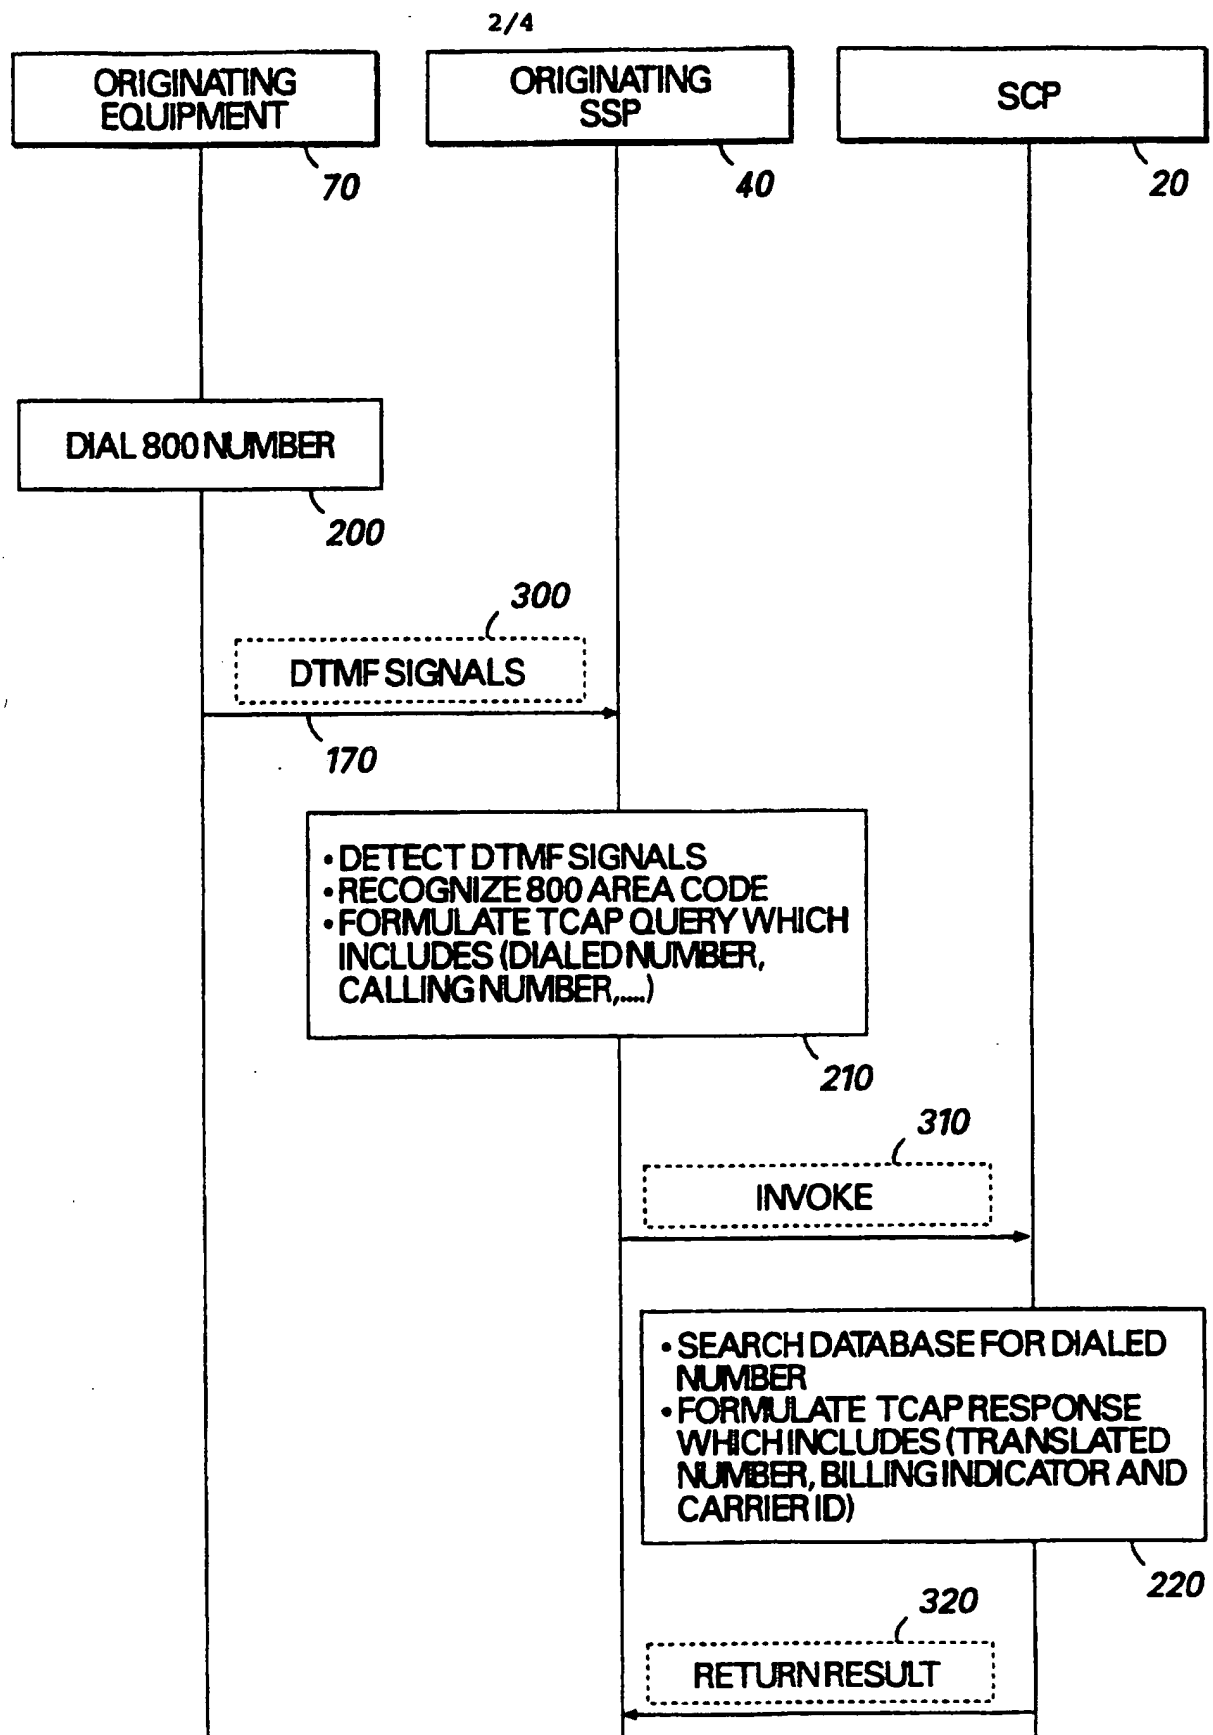 2/4
ORIGINATING
EQUIPMENT
70
ORIGINATING
SSP
40
SCP
20
DIAL 800 NUMBER
200
300
DTMF SIGNALS
170
• DETECT DTMF SIGNALS
• RECOGNIZE 800 AREA CODE
• FORMULATE TCAP QUERY WHICH
INCLUDES (DIALED NUMBER,
CALLING NUMBER,....)
210
310
INVOKE
• SEARCH DATABASE FOR DIALED
NUMBER
• FORMULATE TCAP RESPONSE
WHICH INCLUDES (TRANSLATED
NUMBER, BILLING INDICATOR AND
CARRIER ID)
220
320
RETURN RESULT